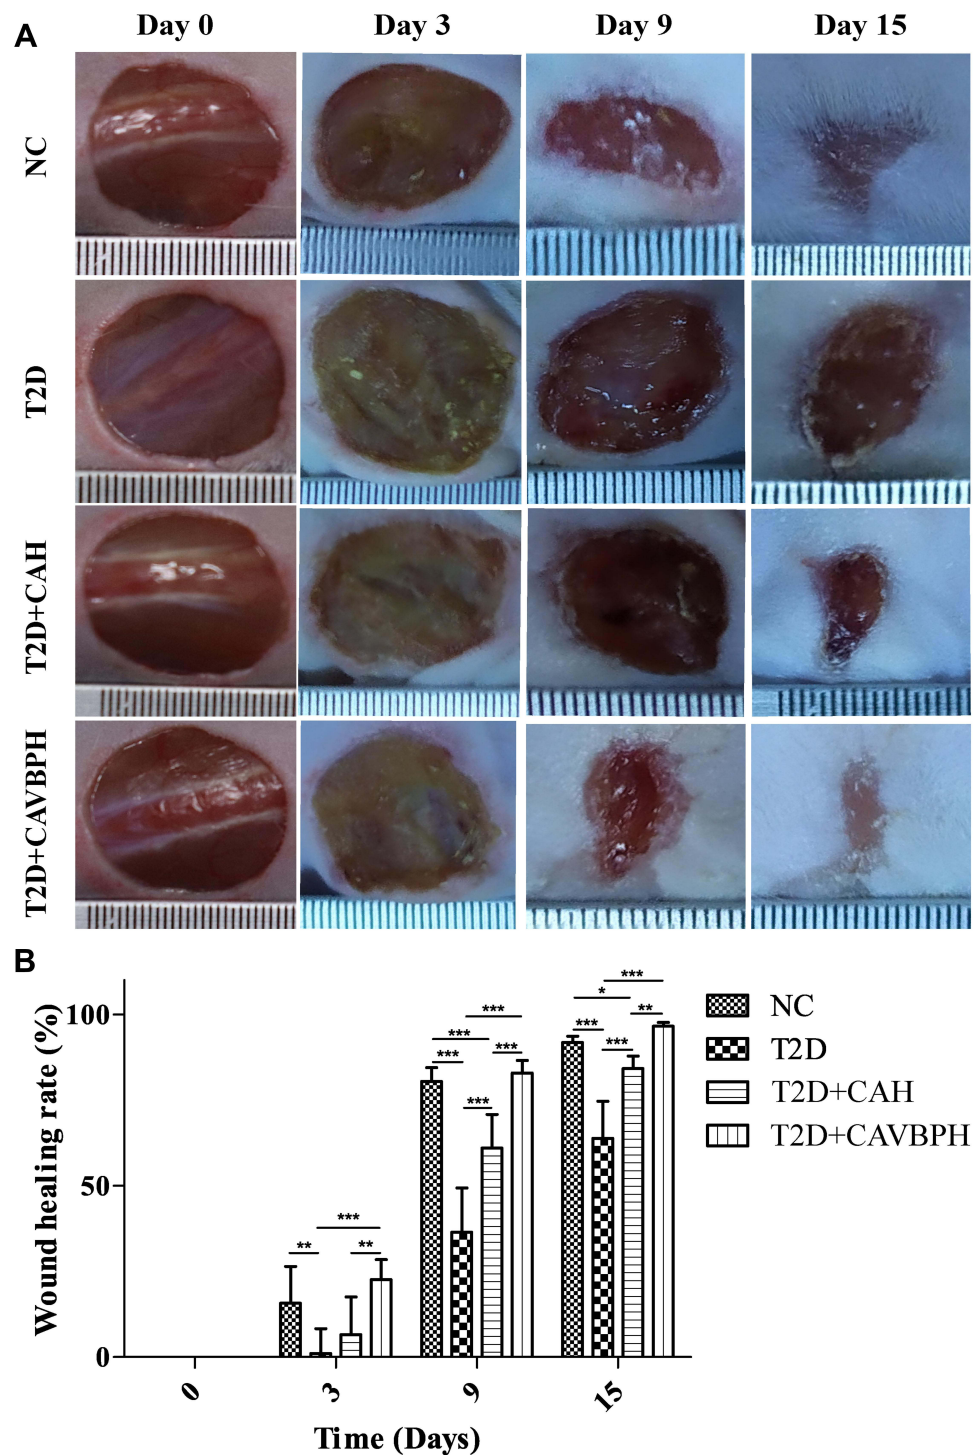 A
Day 0 Day 3 Day 9 Day 15
NC
T2D
T2D+CAH
T2D+CAVBPH
B
Wound healing rate (%)
100
50
0
** *** **
*** *** *** *** ***
*** * *** *** **
0 3 9 15
Time (Days)
NC
T2D
T2D+CAH
T2D+CAVBPH